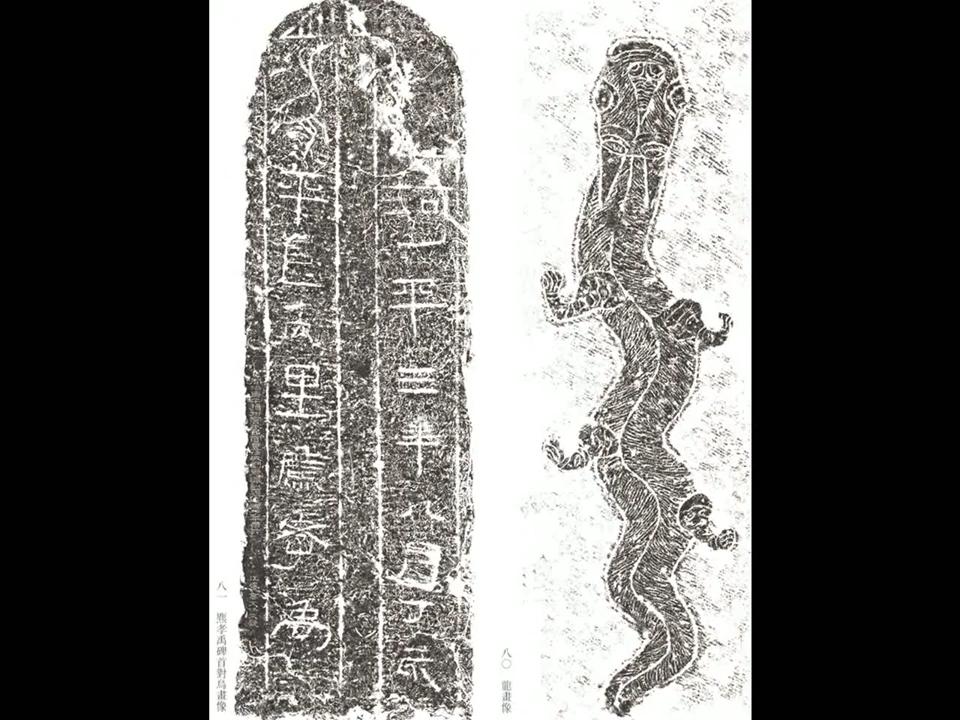 八〇 龍畫像
河平三年八月丁亥
平邑里麃孝禹
八一 麃孝禹碑首對鳥畫像